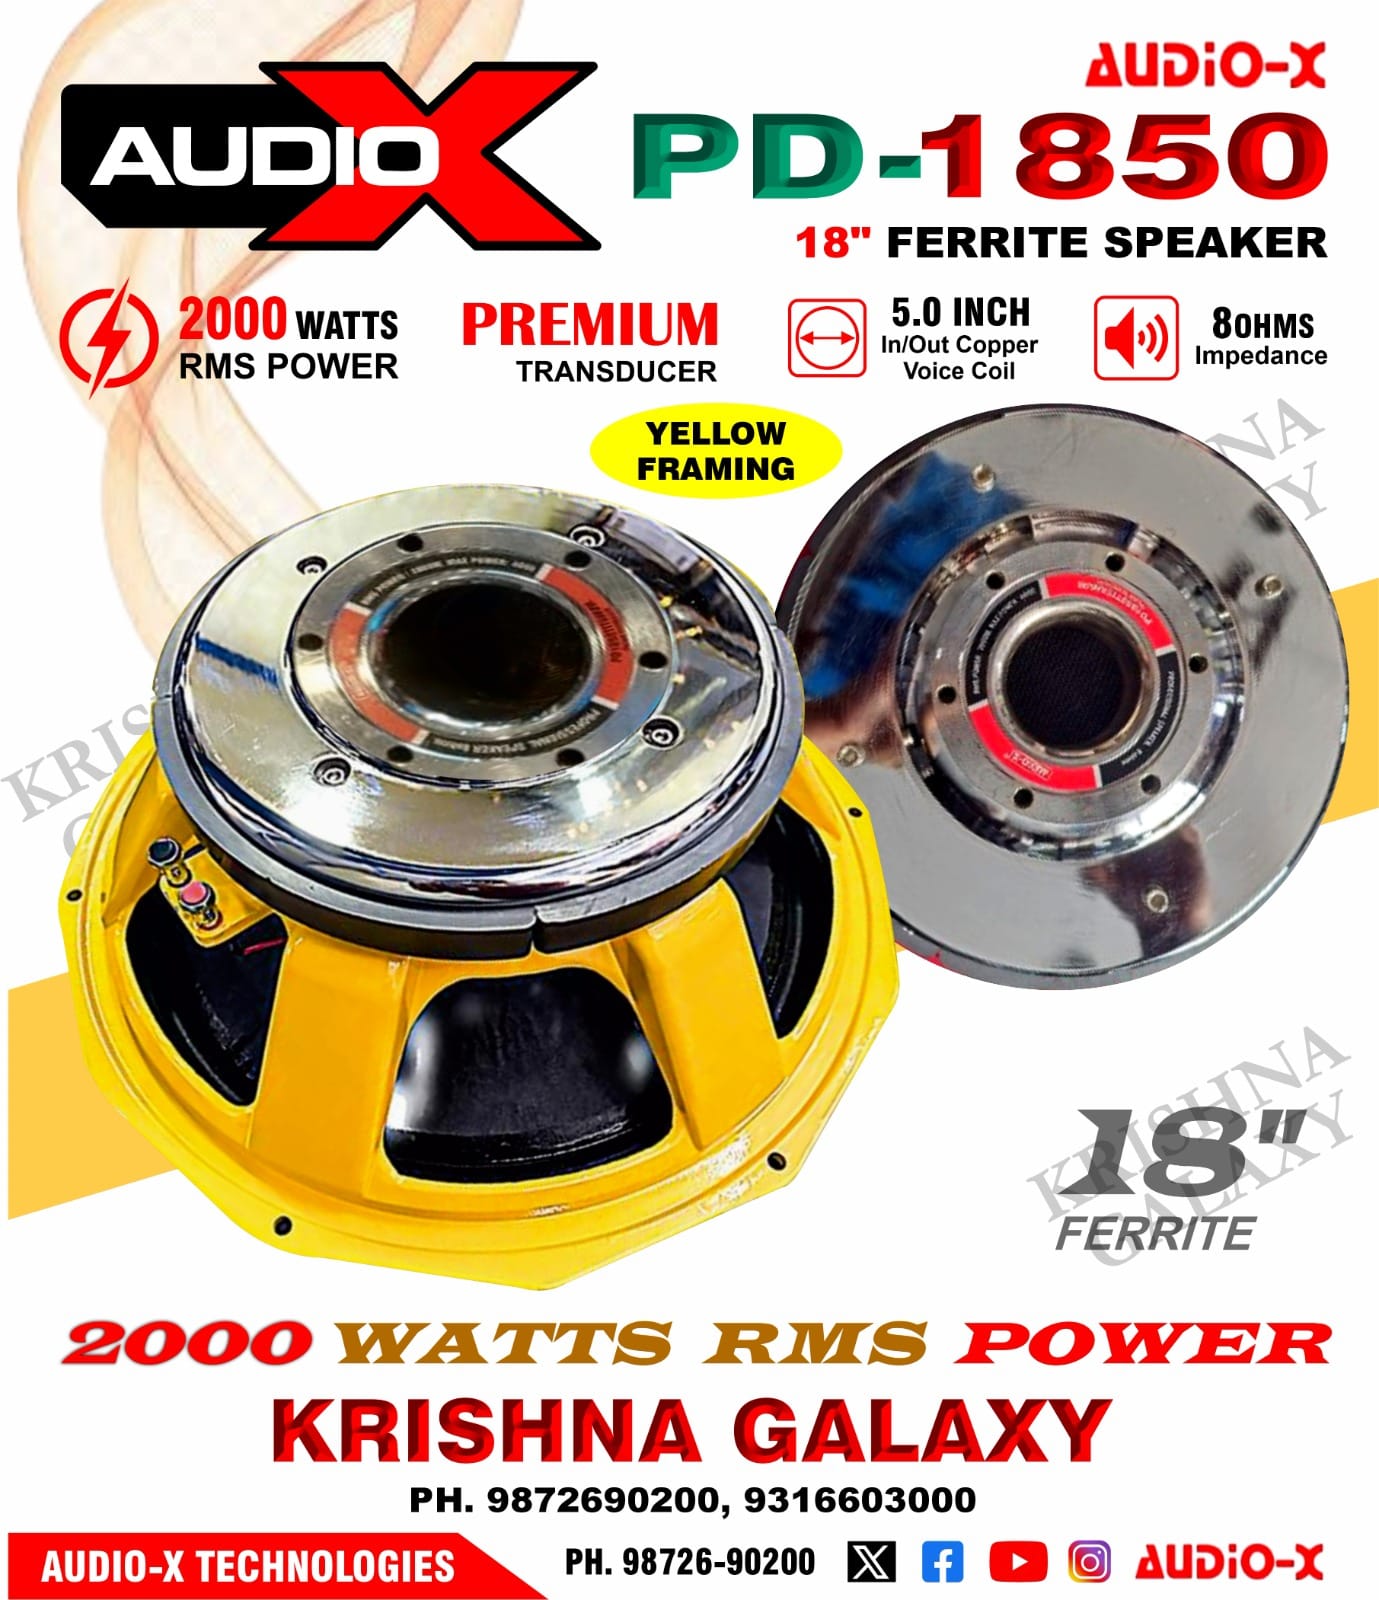 AUDIO X
AUDiO-X
PD-1850
18" FERRITE SPEAKER
2000 WATTS
RMS POWER
PREMIUM
TRANSDUCER
5.0 INCH
In/Out Copper
Voice Coil
8OHMS
Impedance
YELLOW
FRAMING
KRISHNA
GALAXY
18"
FERRITE
2000 WATTS RMS POWER
KRISHNA GALAXY
PH. 9872690200, 9316603000
AUDIO-X TECHNOLOGIES
PH. 98726-90200
AUDiO-X